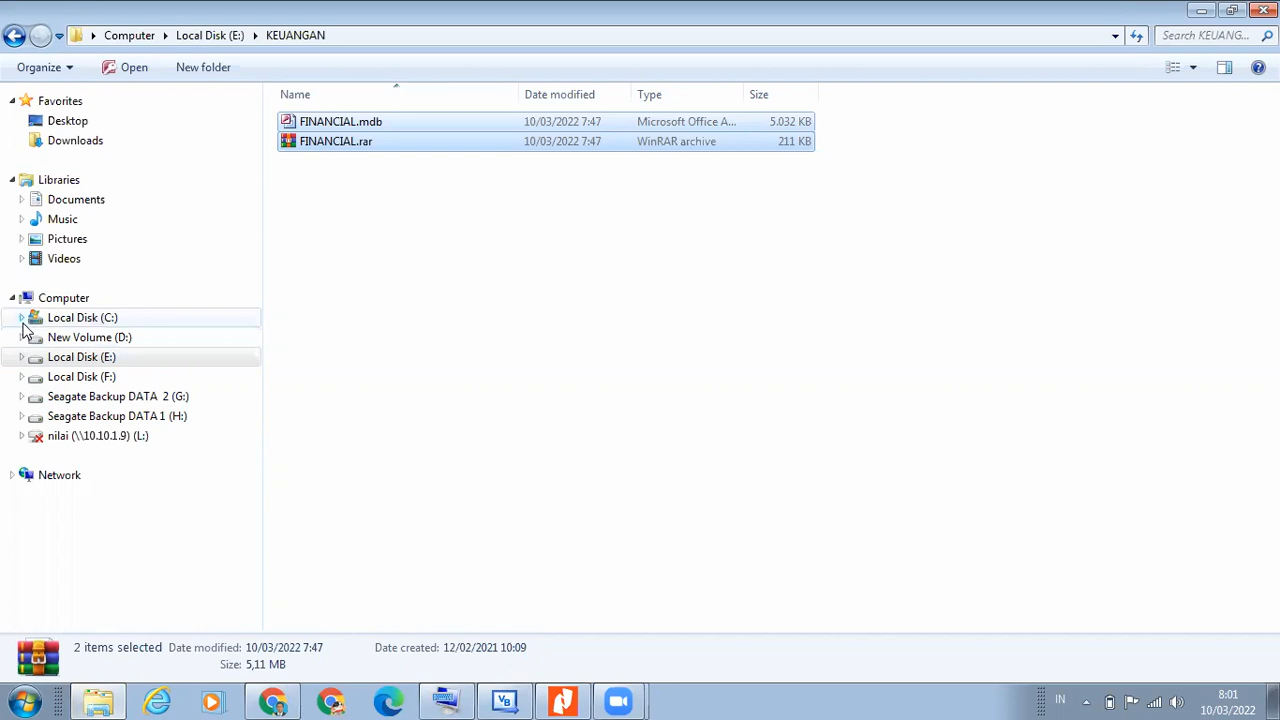 Computer Local Disk (E:) KEUANGAN
Search KEUANG...
Organize Open New folder
Name Date modified Type Size
FINANCIAL.mdb 10/03/2022 7:47 Microsoft Office A... 5.032 KB
FINANCIAL.rar 10/03/2022 7:47 WinRAR archive 211 KB
Favorites
Desktop
Downloads
Libraries
Documents
Music
Pictures
Videos
Computer
Local Disk (C:)
New Volume (D:)
Local Disk (E:)
Local Disk (F:)
Seagate Backup DATA 2 (G:)
Seagate Backup DATA 1 (H:)
nilai (\\10.10.1.9) (L:)
Network
2 items selected Date modified: 10/03/2022 7:47 Date created: 12/02/2021 10:09
Size: 5,11 MB
VB
IN
8:01
10/03/2022